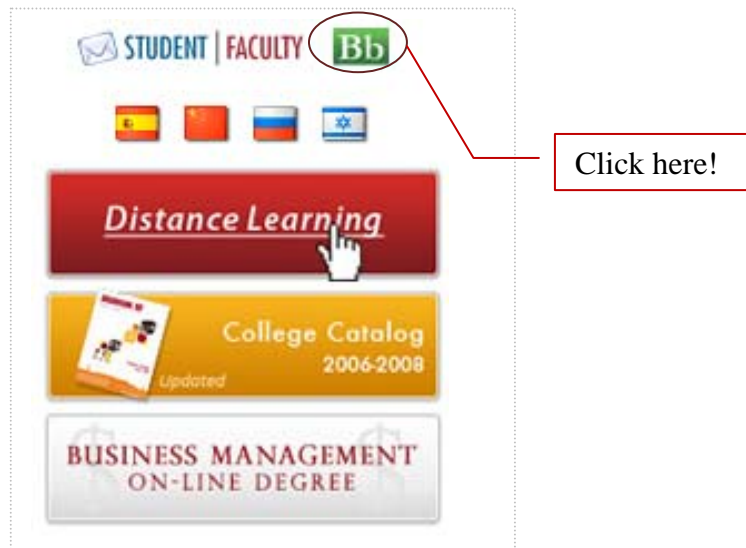 STUDENT | FACULTY Bb
Click here!
Distance Learning
College Catalog
2006-2008
Updated
BUSINESS MANAGEMENT
ON-LINE DEGREE